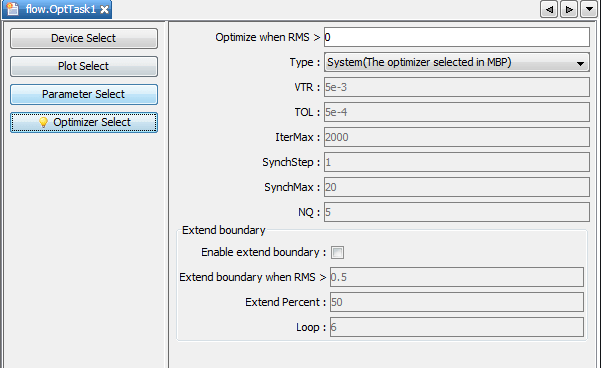 flow.OptTask1
Device Select
Plot Select
Parameter Select
Optimizer Select
Optimize when RMS > 0
Type : System(The optimizer selected in MBP)
VTR : 5e-3
TOL : 5e-4
IterMax : 2000
SynchStep : 1
SynchMax : 20
NQ : 5
Extend boundary
Enable extend boundary :
Extend boundary when RMS > 0.5
Extend Percent : 50
Loop : 6